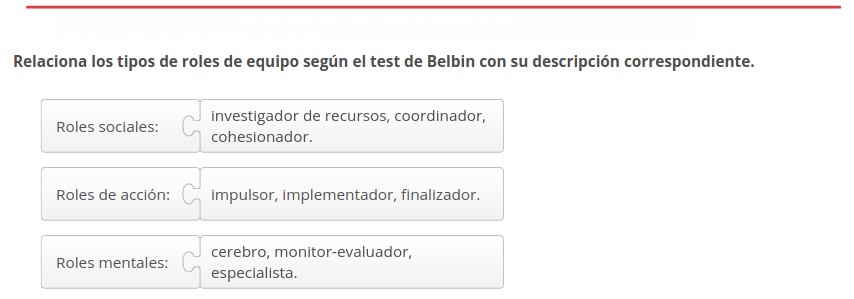 Relaciona los tipos de roles de equipo según el test de Belbin con su descripción correspondiente.
Roles sociales:
investigador de recursos, coordinador,
cohesionador.
Roles de acción:
impulsor, implementador, finalizador.
Roles mentales:
cerebro, monitor-evaluador,
especialista.